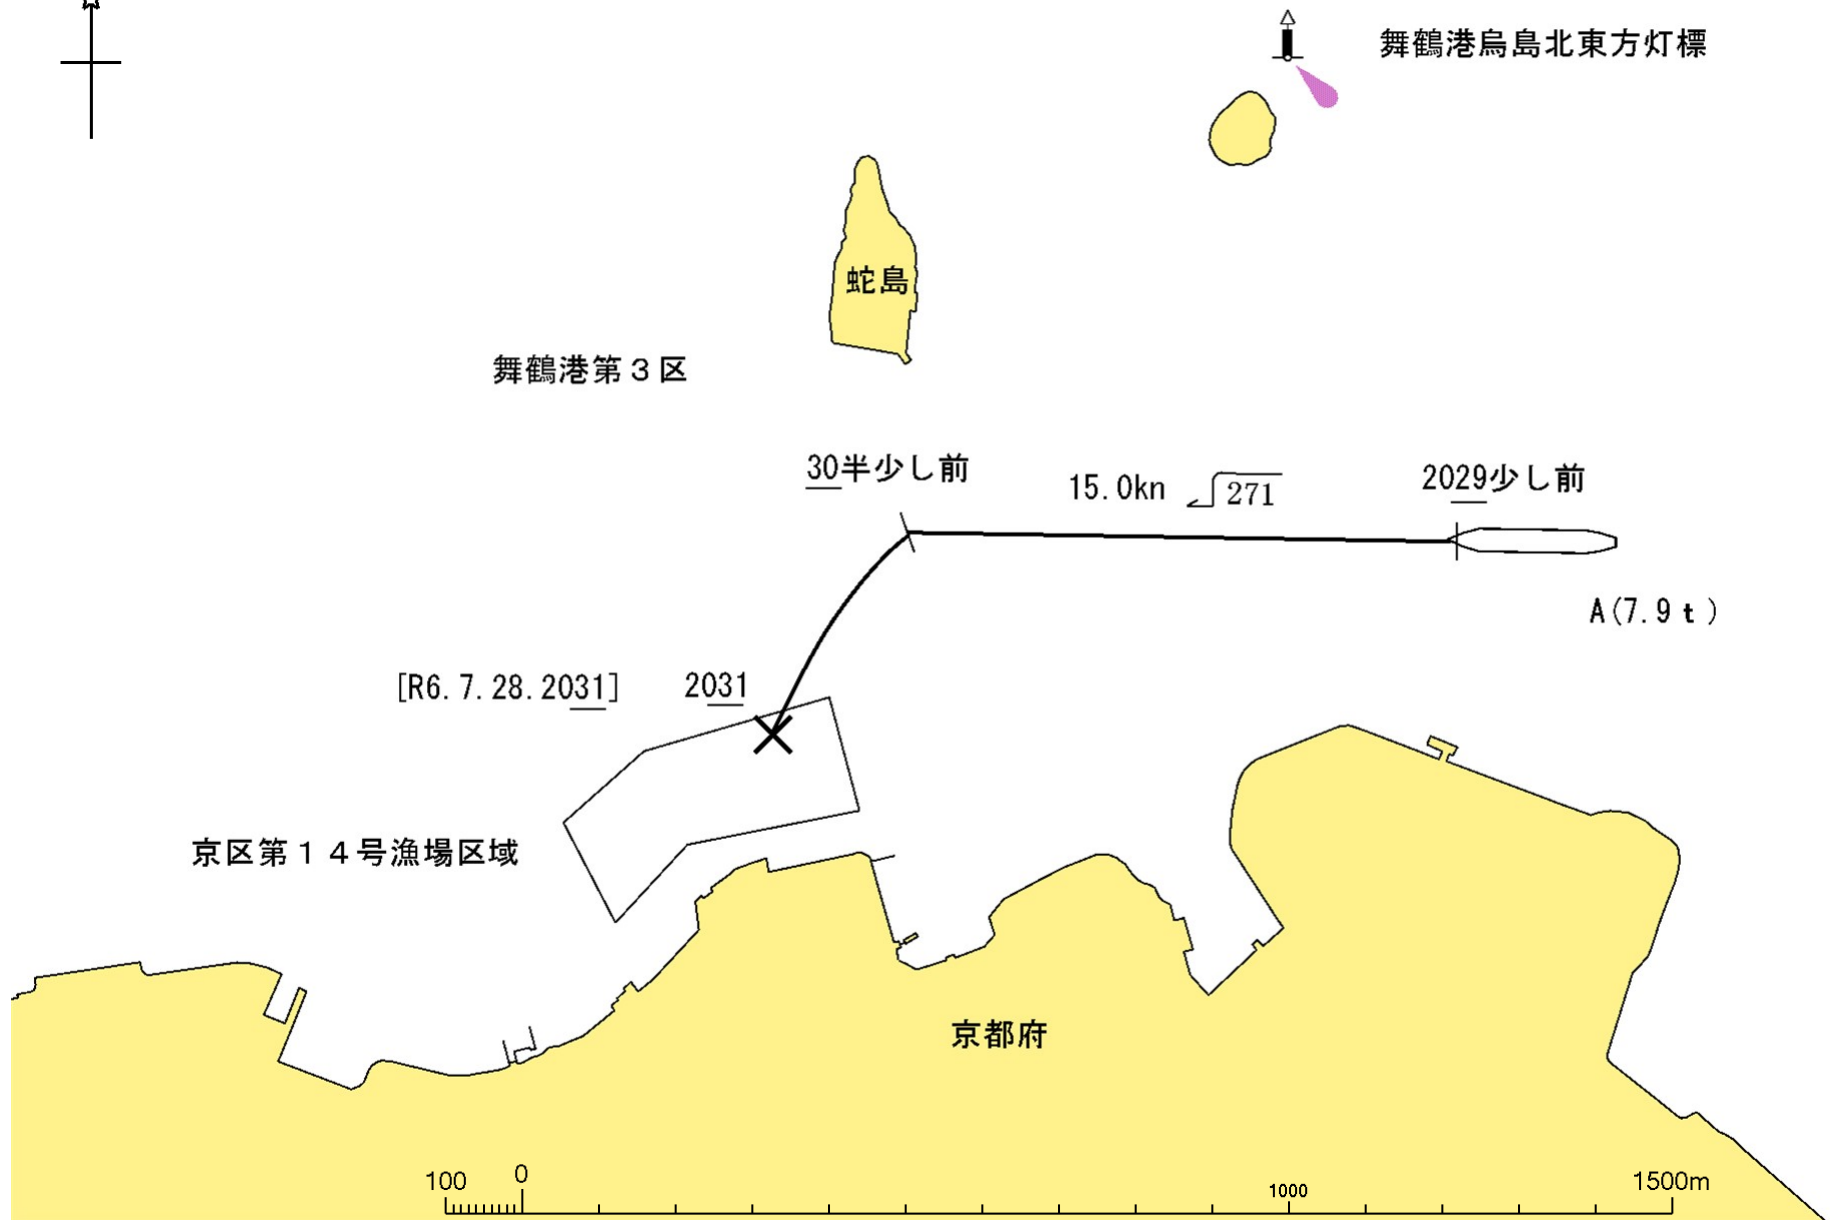 舞鶴港烏島北東方灯標
蛇島
舞鶴港第３区
30半少し前
15.0kn
271
2029少し前
A(7.9ｔ)
[R6.7.28.2031]
2031
京区第１４号漁場区域
京都府
100
0
1000
1500m